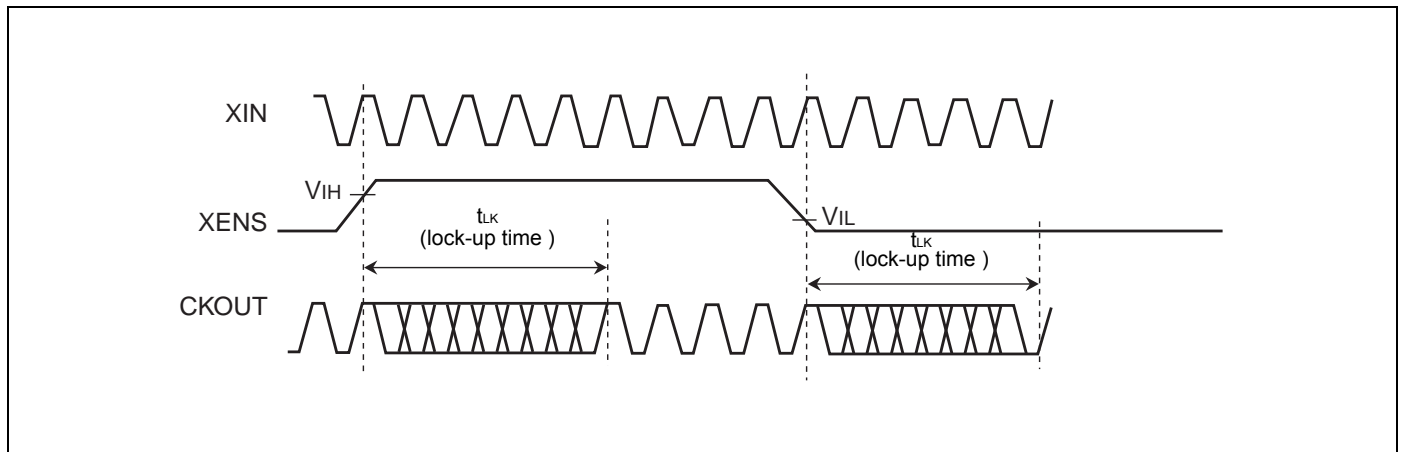 XIN
VIH
XENS
tLK
(lock-up time )
VIL
tLK
(lock-up time )
CKOUT